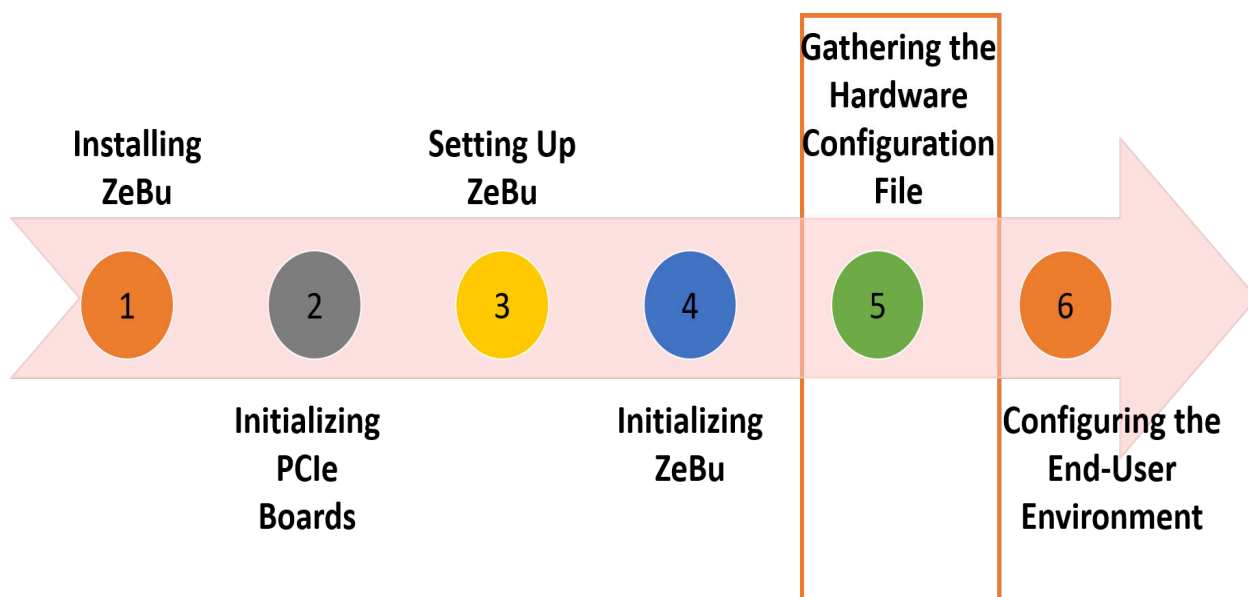 Installing
ZeBu
1
Initializing
PCIe
Boards
2
Setting Up
ZeBu
3
Initializing
ZeBu
4
Gathering the
Hardware
Configuration
File
5
Configuring the
End-User
Environment
6